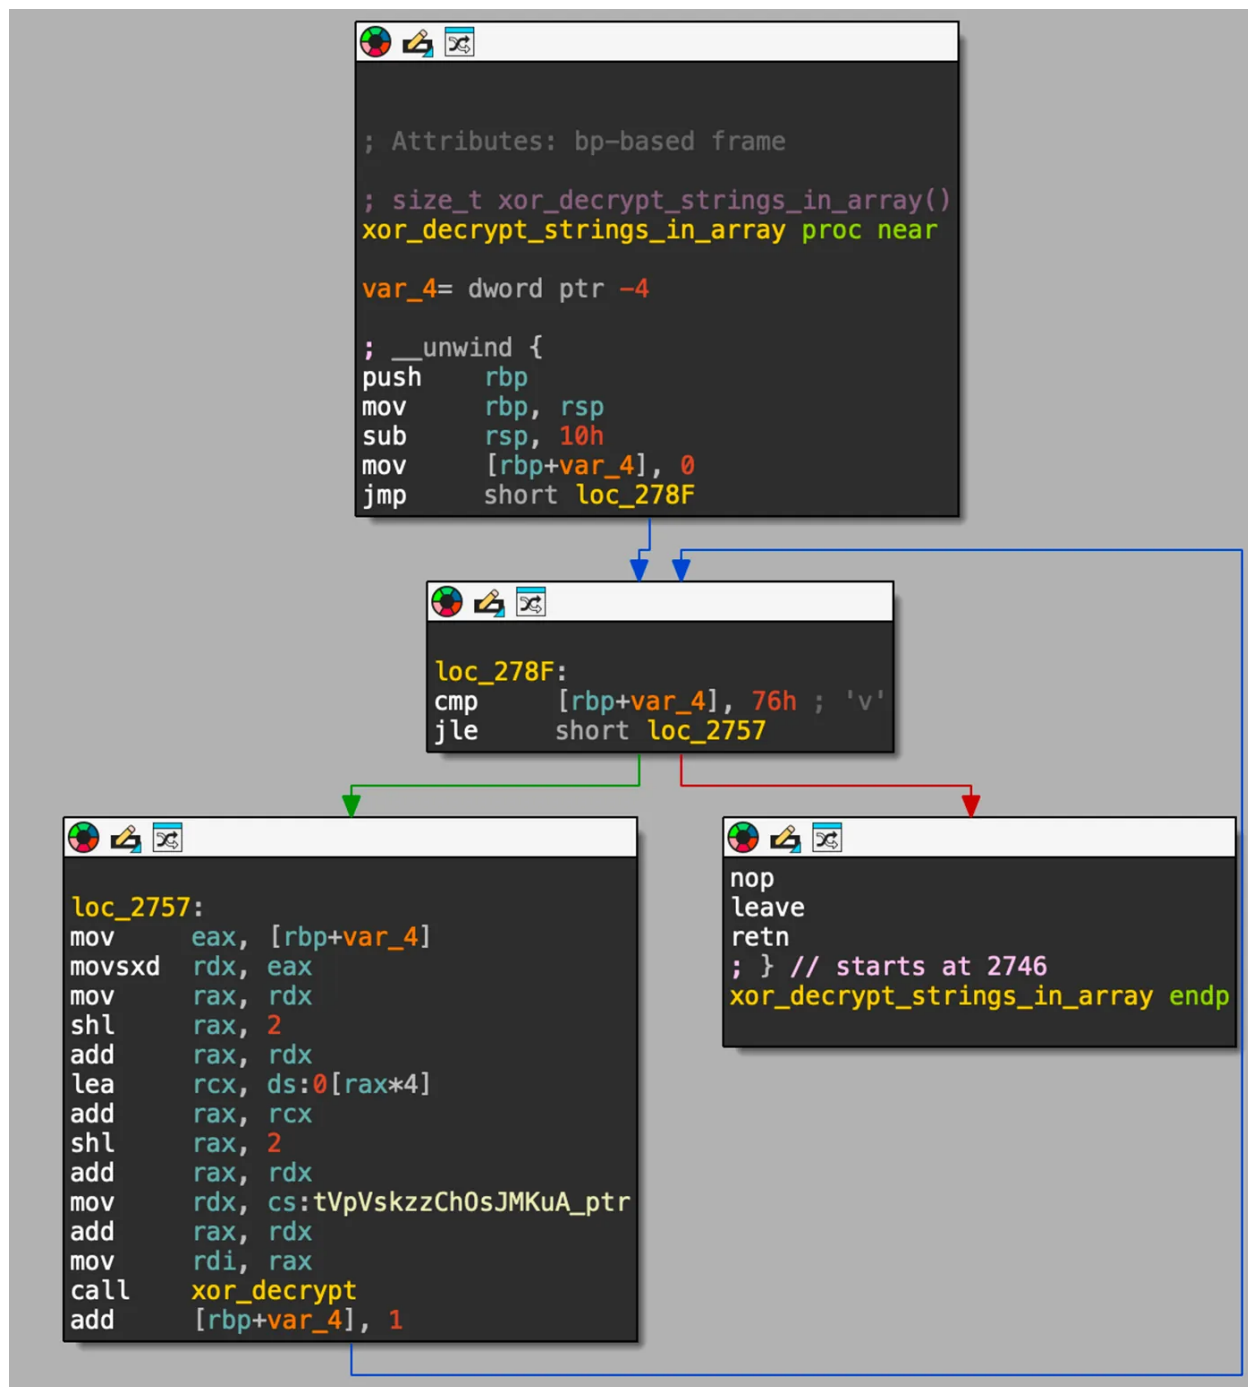 ; Attributes: bp-based frame
; size_t xor_decrypt_strings_in_array()
xor_decrypt_strings_in_array proc near
var_4= dword ptr -4
; __unwind {
push rbp
mov rbp, rsp
sub rsp, 10h
mov [rbp+var_4], 0
jmp short loc_278F
loc_278F:
cmp [rbp+var_4], 76h ; 'v'
jle short loc_2757
loc_2757:
mov eax, [rbp+var_4]
movsxd rdx, eax
mov rax, rdx
shl rax, 2
add rax, rdx
lea rcx, ds:0[rax*4]
add rax, rcx
shl rax, 2
add rax, rdx
mov rdx, cs:tVpVskzzChOsJMKuA_ptr
add rax, rdx
mov rdi, rax
call xor_decrypt
add [rbp+var_4], 1
nop
leave
retn
; } // starts at 2746
xor_decrypt_strings_in_array endp